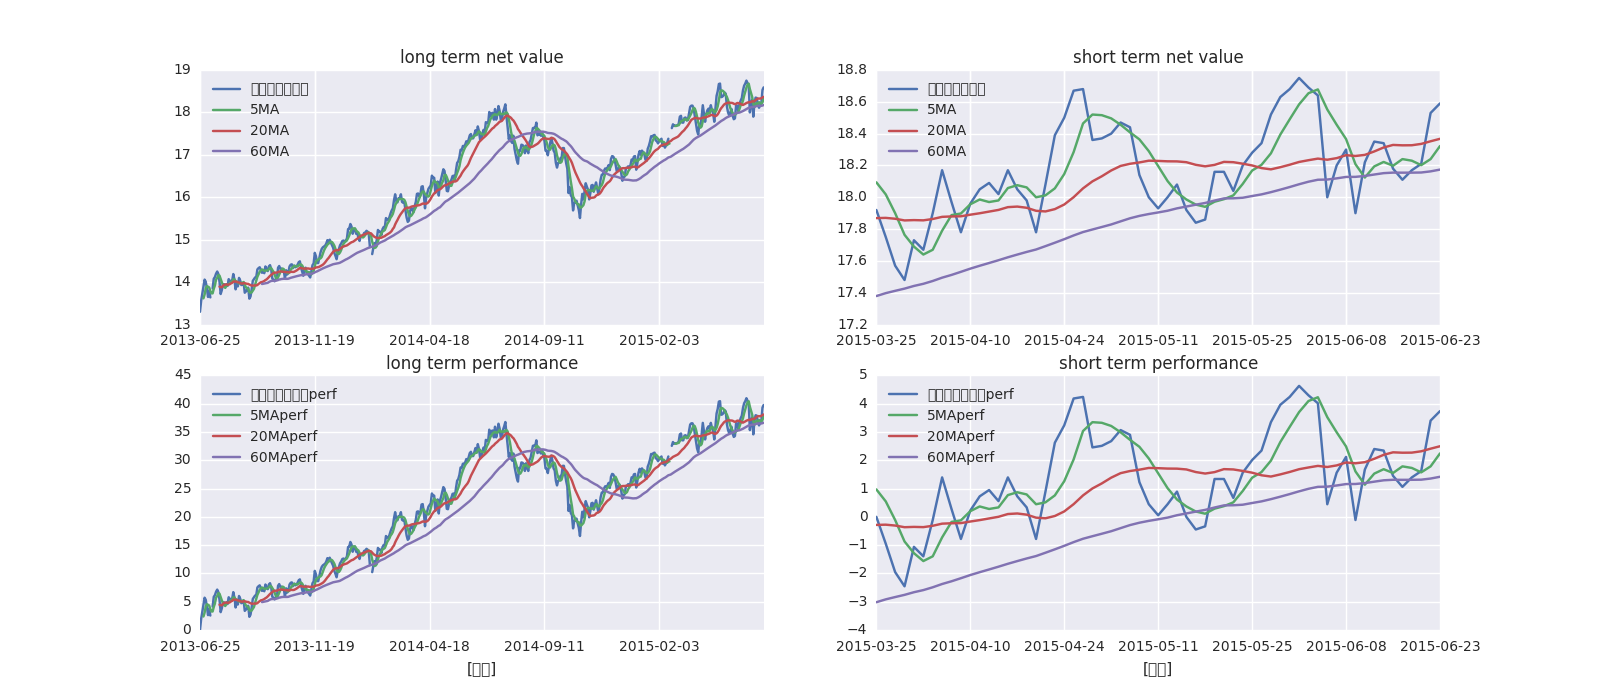 long term net value
19
18
17
16
15
14
13
5MA
20MA
60MA
2013-06-25 2013-11-19 2014-04-18 2014-09-11 2015-02-03
short term net value
18.8
18.6
18.4
18.2
18.0
17.8
17.6
17.4
17.2
5MA
20MA
60MA
2015-03-25 2015-04-10 2015-04-24 2015-05-11 2015-05-25 2015-06-08 2015-06-23
long term performance
45
40
35
30
25
20
15
10
5
0
perf
5MAperf
20MAperf
60MAperf
2013-06-25 2013-11-19 2014-04-18 2014-09-11 2015-02-03
short term performance
5
4
3
2
1
0
−1
−2
−3
−4
perf
5MAperf
20MAperf
60MAperf
2015-03-25 2015-04-10 2015-04-24 2015-05-11 2015-05-25 2015-06-08 2015-06-23